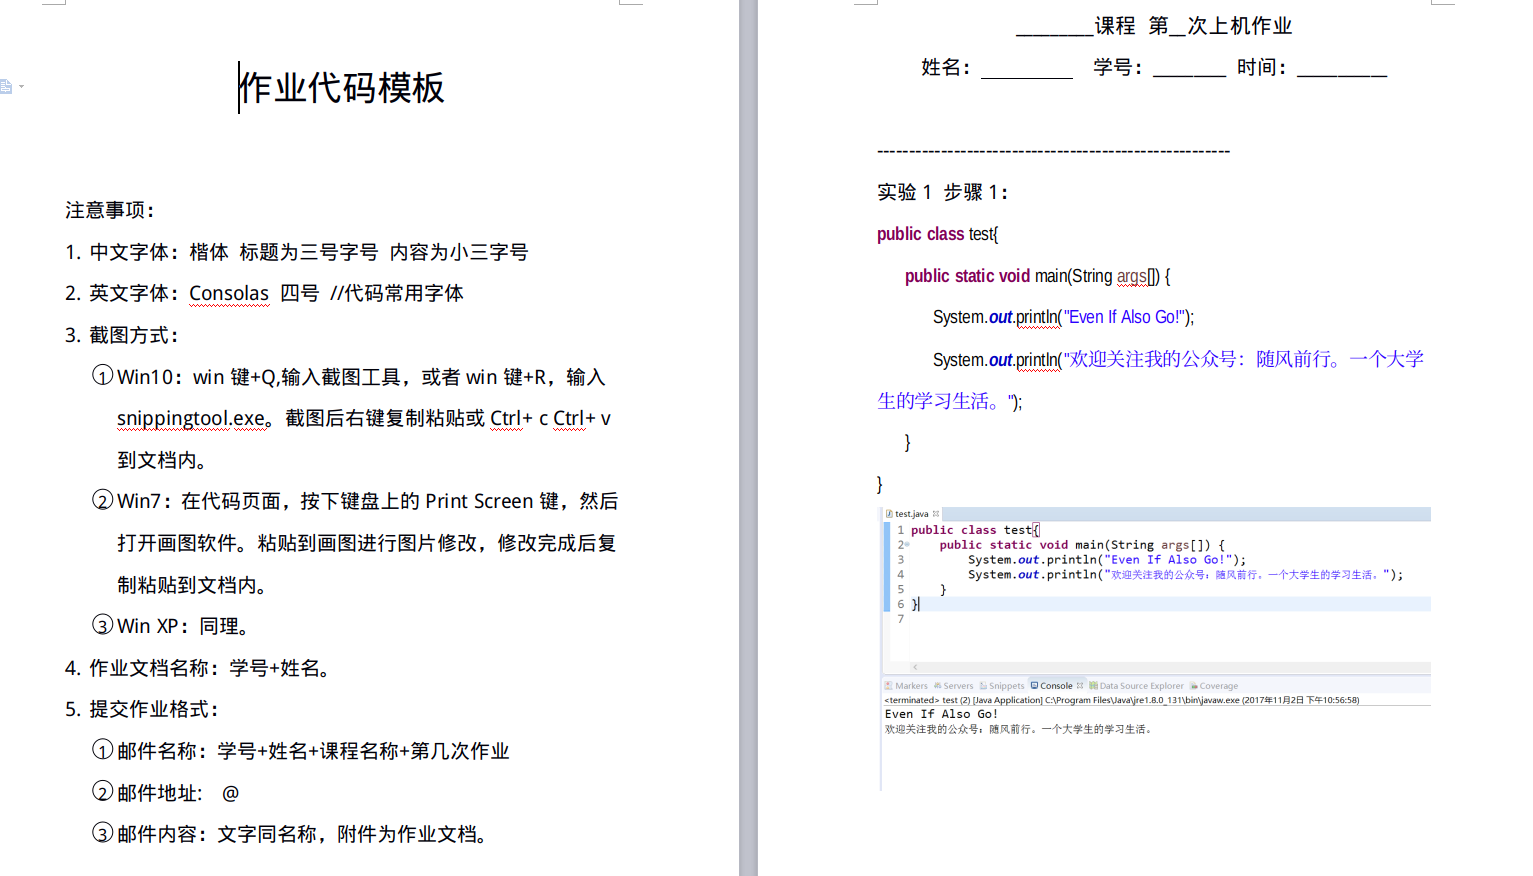 作业代码模板
注意事项：
1. 中文字体：楷体 标题为三号字号 内容为小三字号
2. 英文字体：Consolas 四号 //代码常用字体
3. 截图方式：
①Win10：win 键+Q,输入截图工具，或者 win 键+R，输入
snippingtool.exe。截图后右键复制粘贴或 Ctrl+ c Ctrl+ v
到文档内。
②Win7：在代码页面，按下键盘上的 Print Screen 键，然后
打开画图软件。粘贴到画图进行图片修改，修改完成后复
制粘贴到文档内。
③Win XP：同理。
4. 作业文档名称：学号+姓名。
5. 提交作业格式：
①邮件名称：学号+姓名+课程名称+第几次作业
②邮件地址: @
③邮件内容：文字同名称，附件为作业文档。
________课程 第__次上机作业
姓名：________ 学号：_______ 时间：_________
-------------------------------------------------------
实验 1 步骤 1：
public class test{
public static void main(String args[]) {
System.out.println("Even If Also Go!");
System.out.println("欢迎关注我的公众号：随风前行。一个大学
生的学习生活。");
}
}
test.java
1 public class test{
2 public static void main(String args[]) {
3 System.out.println("Even If Also Go!");
4 System.out.println("欢迎关注我的公众号：随风前行。一个大学生的学习生活。");
5 }
6 }
7
Markers Servers Snippets Console Data Source Explorer Coverage
<terminated> test (2) [Java Application] C:\Program Files\Java\jre1.8.0_131\bin\javaw.exe (2017年11月2日 下午10:56:58)
Even If Also Go!
欢迎关注我的公众号：随风前行。一个大学生的学习生活。